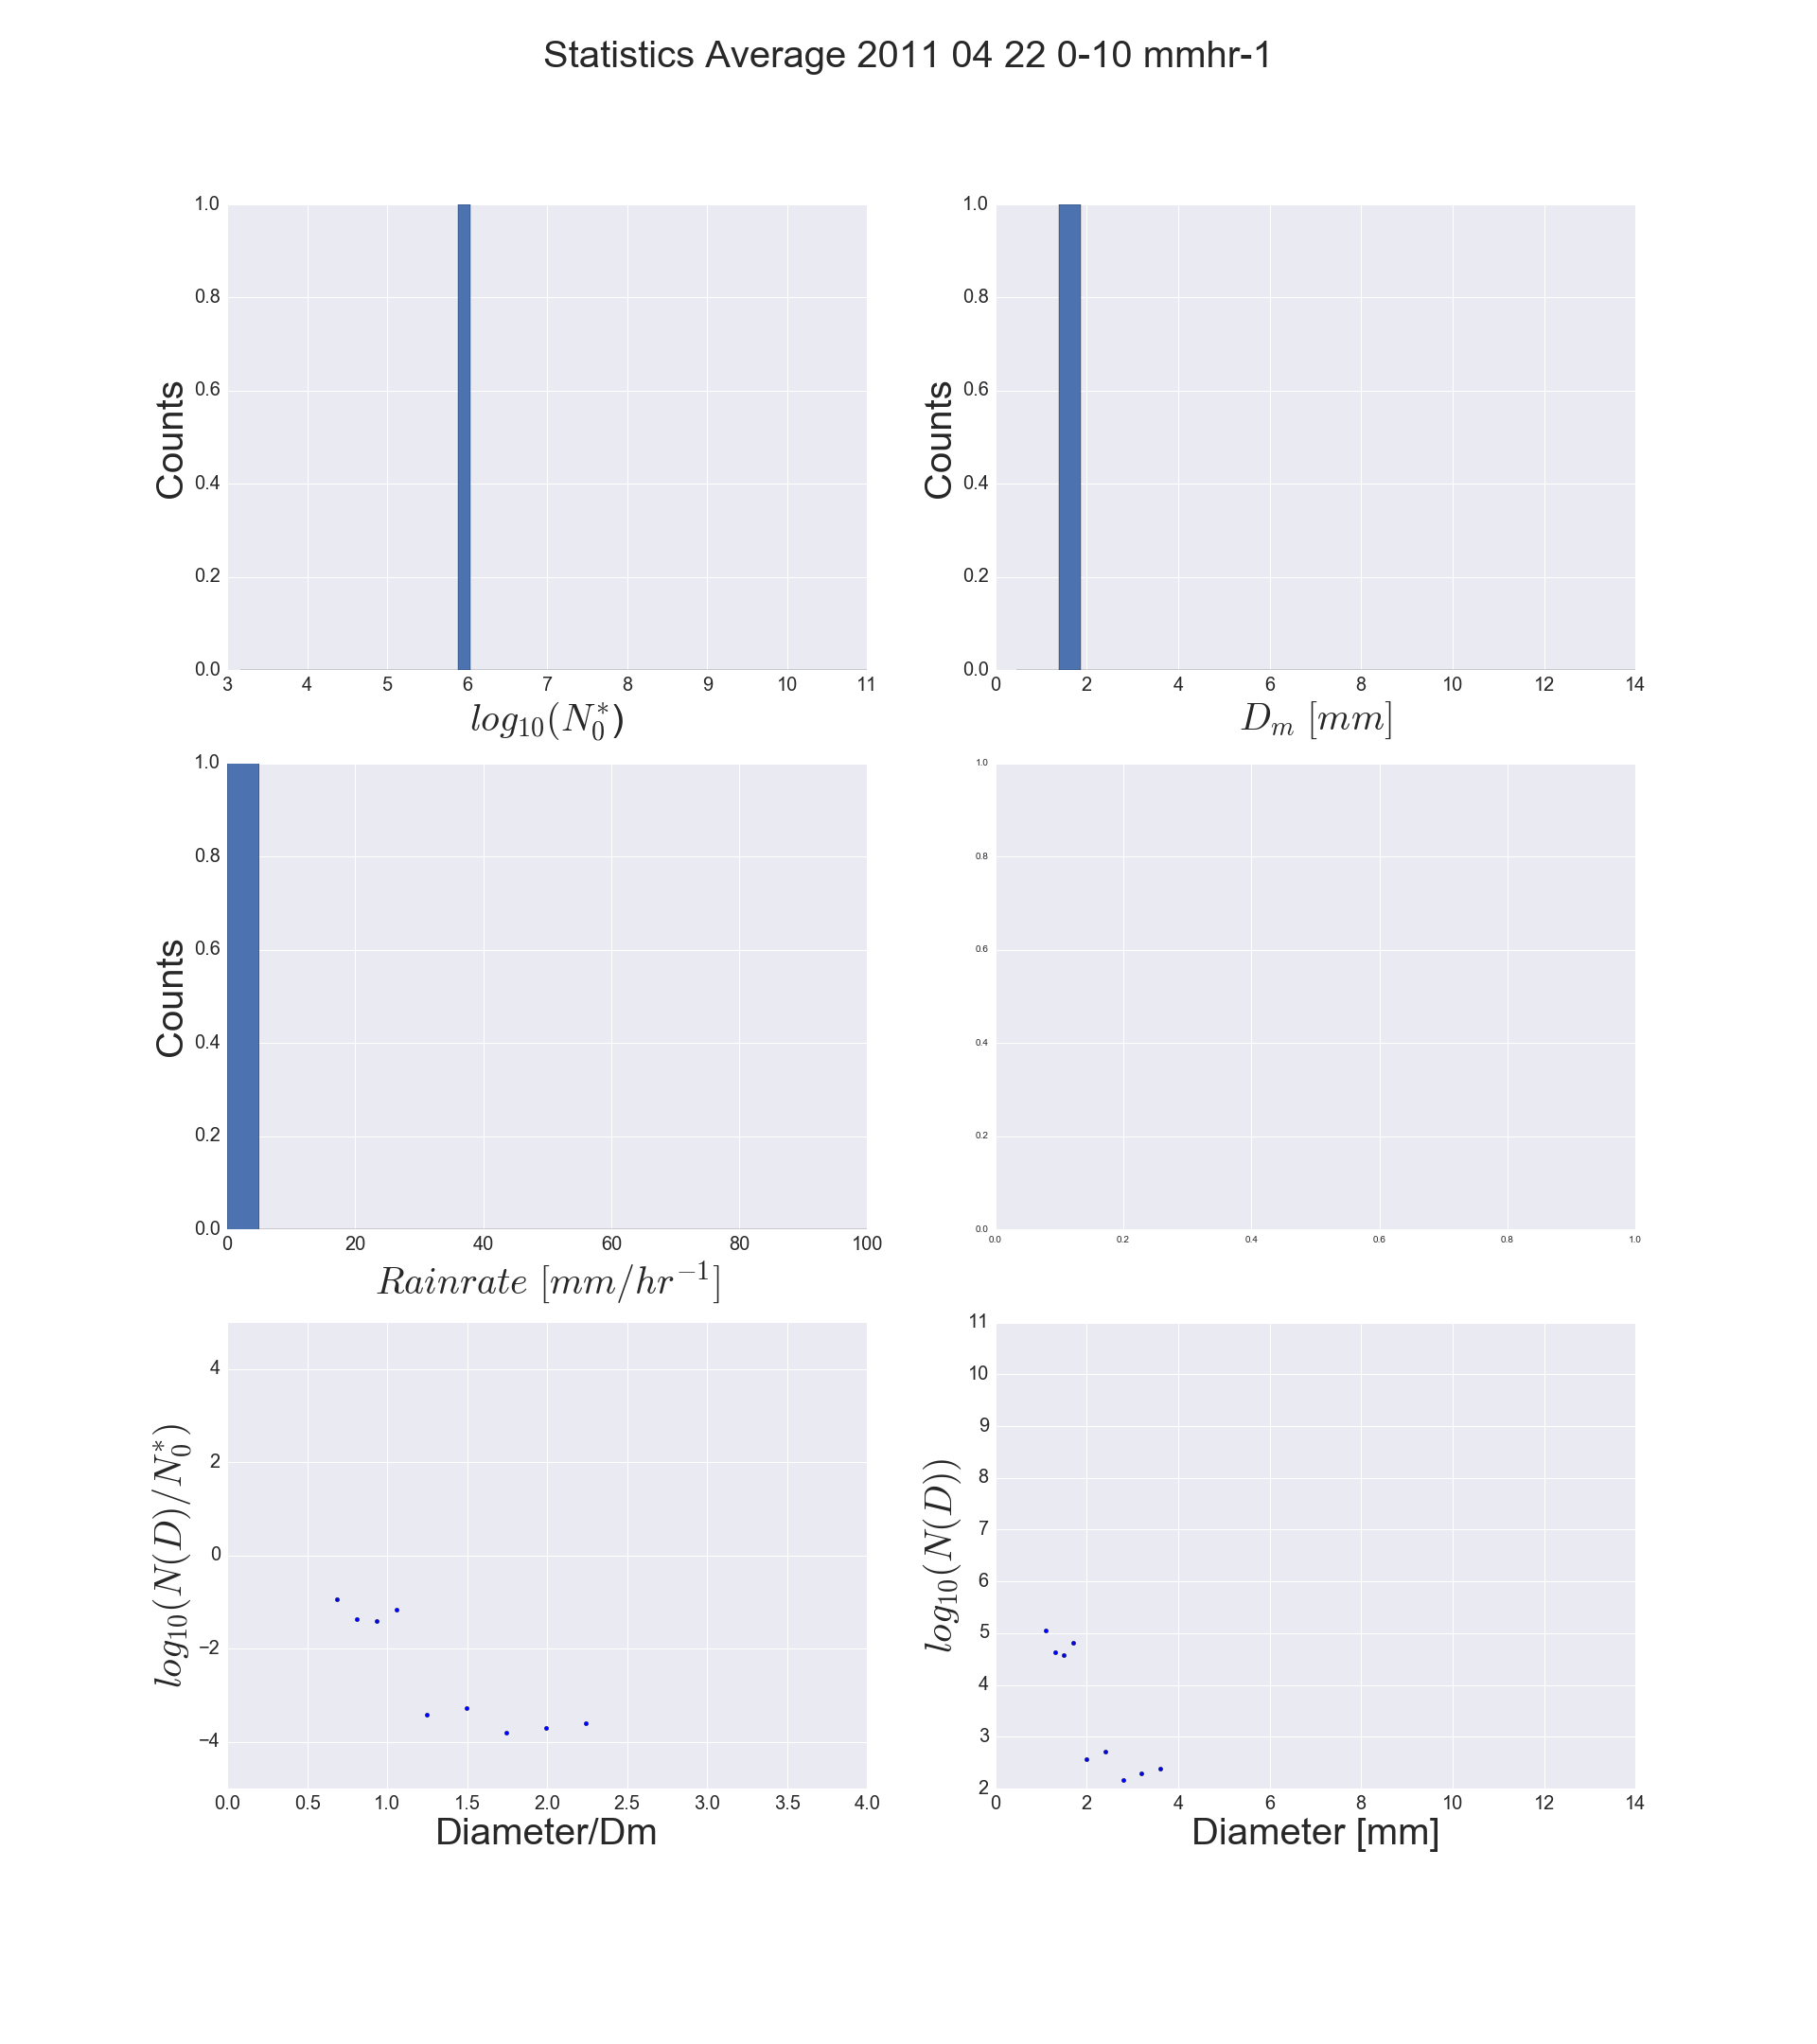 Statistics Average 2011 04 22 0-10 mmhr-1
1.0
0.8
0.6
0.4
0.2
0.0
Counts
3 4 5 6 7 8 9 10 11
log₁₀(N₀*)
1.0
0.8
0.6
0.4
0.2
0.0
Counts
0 2 4 6 8 10 12 14
Dₘ [mm]
1.0
0.8
0.6
0.4
0.2
0.0
Counts
0 20 40 60 80 100
Rainrate [mm/hr⁻¹]
1.0
0.8
0.6
0.4
0.2
0.0
0.0 0.2 0.4 0.6 0.8 1.0
4
2
0
−2
−4
log₁₀(N(D)/N₀*)
0.0 0.5 1.0 1.5 2.0 2.5 3.0 3.5 4.0
Diameter/Dm
11
10
9
8
7
6
5
4
3
2
log₁₀(N(D))
0 2 4 6 8 10 12 14
Diameter [mm]